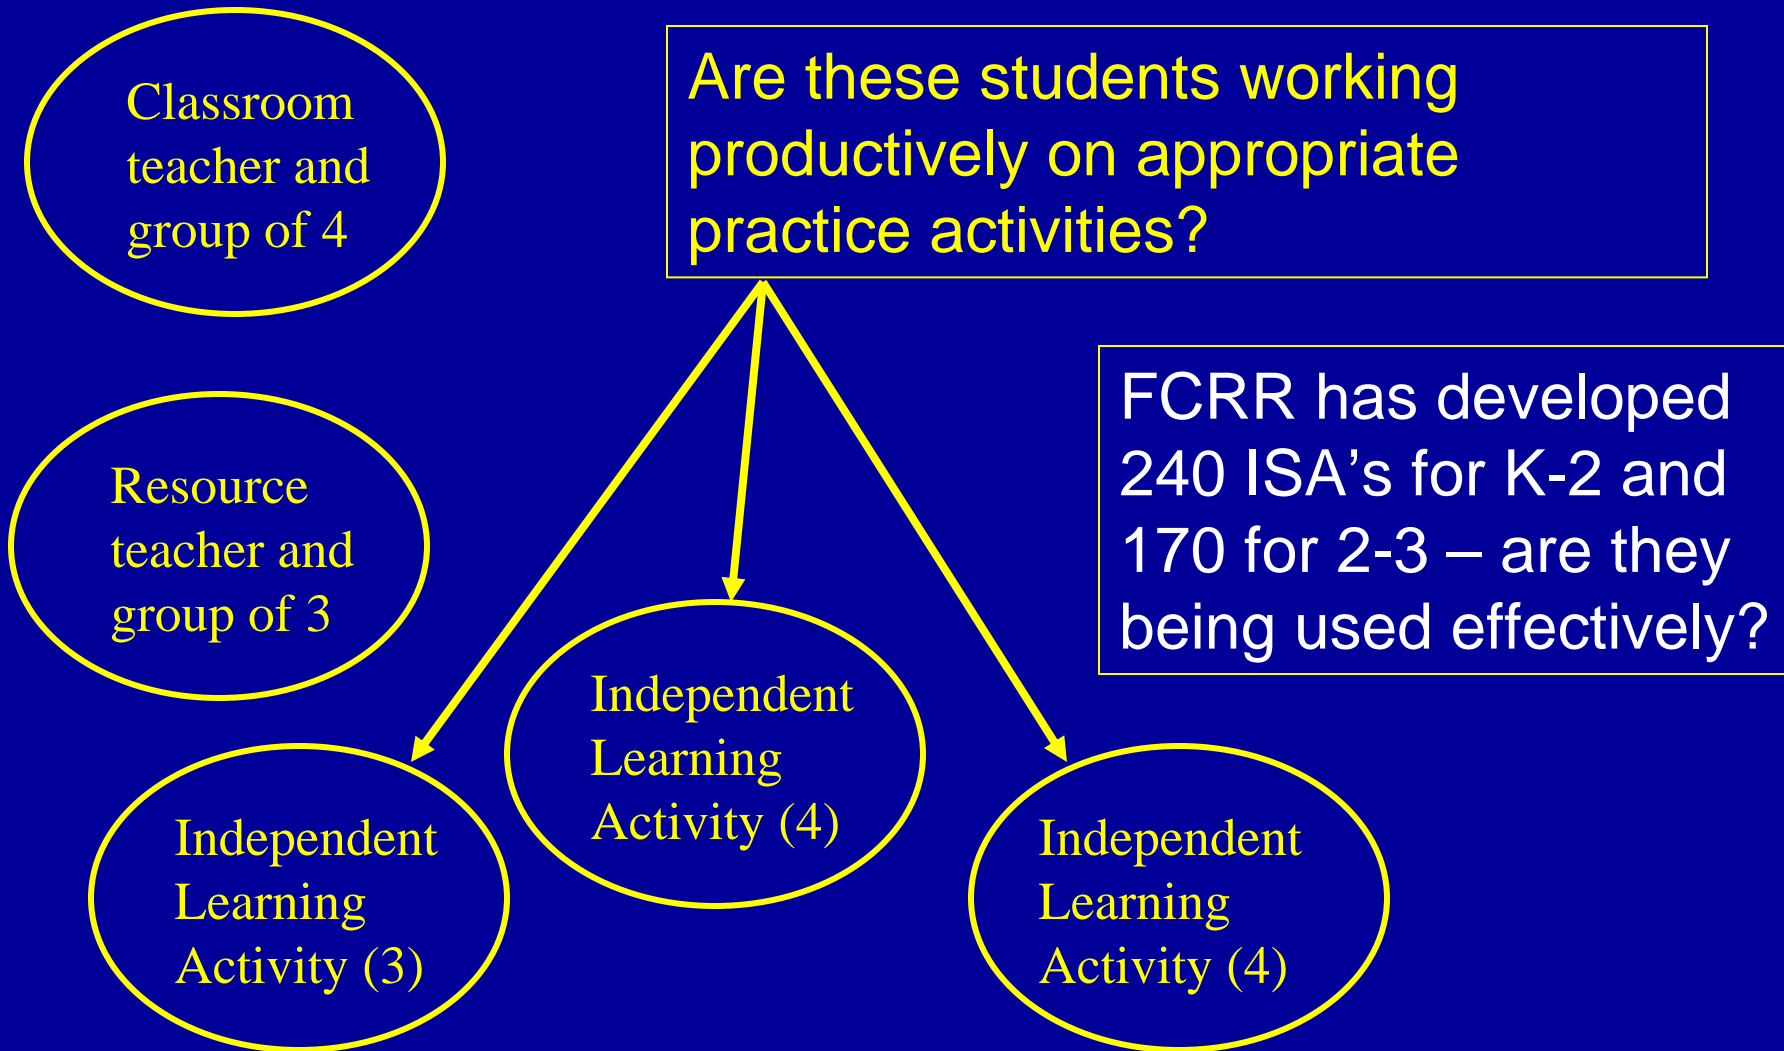 Classroom
teacher and
group of 4
Are these students working
productively on appropriate
practice activities?
FCRR has developed
240 ISA’s for K-2 and
170 for 2-3 – are they
being used effectively?
Resource
teacher and
group of 3
Independent
Learning
Activity (4)
Independent
Learning
Activity (3)
Independent
Learning
Activity (4)